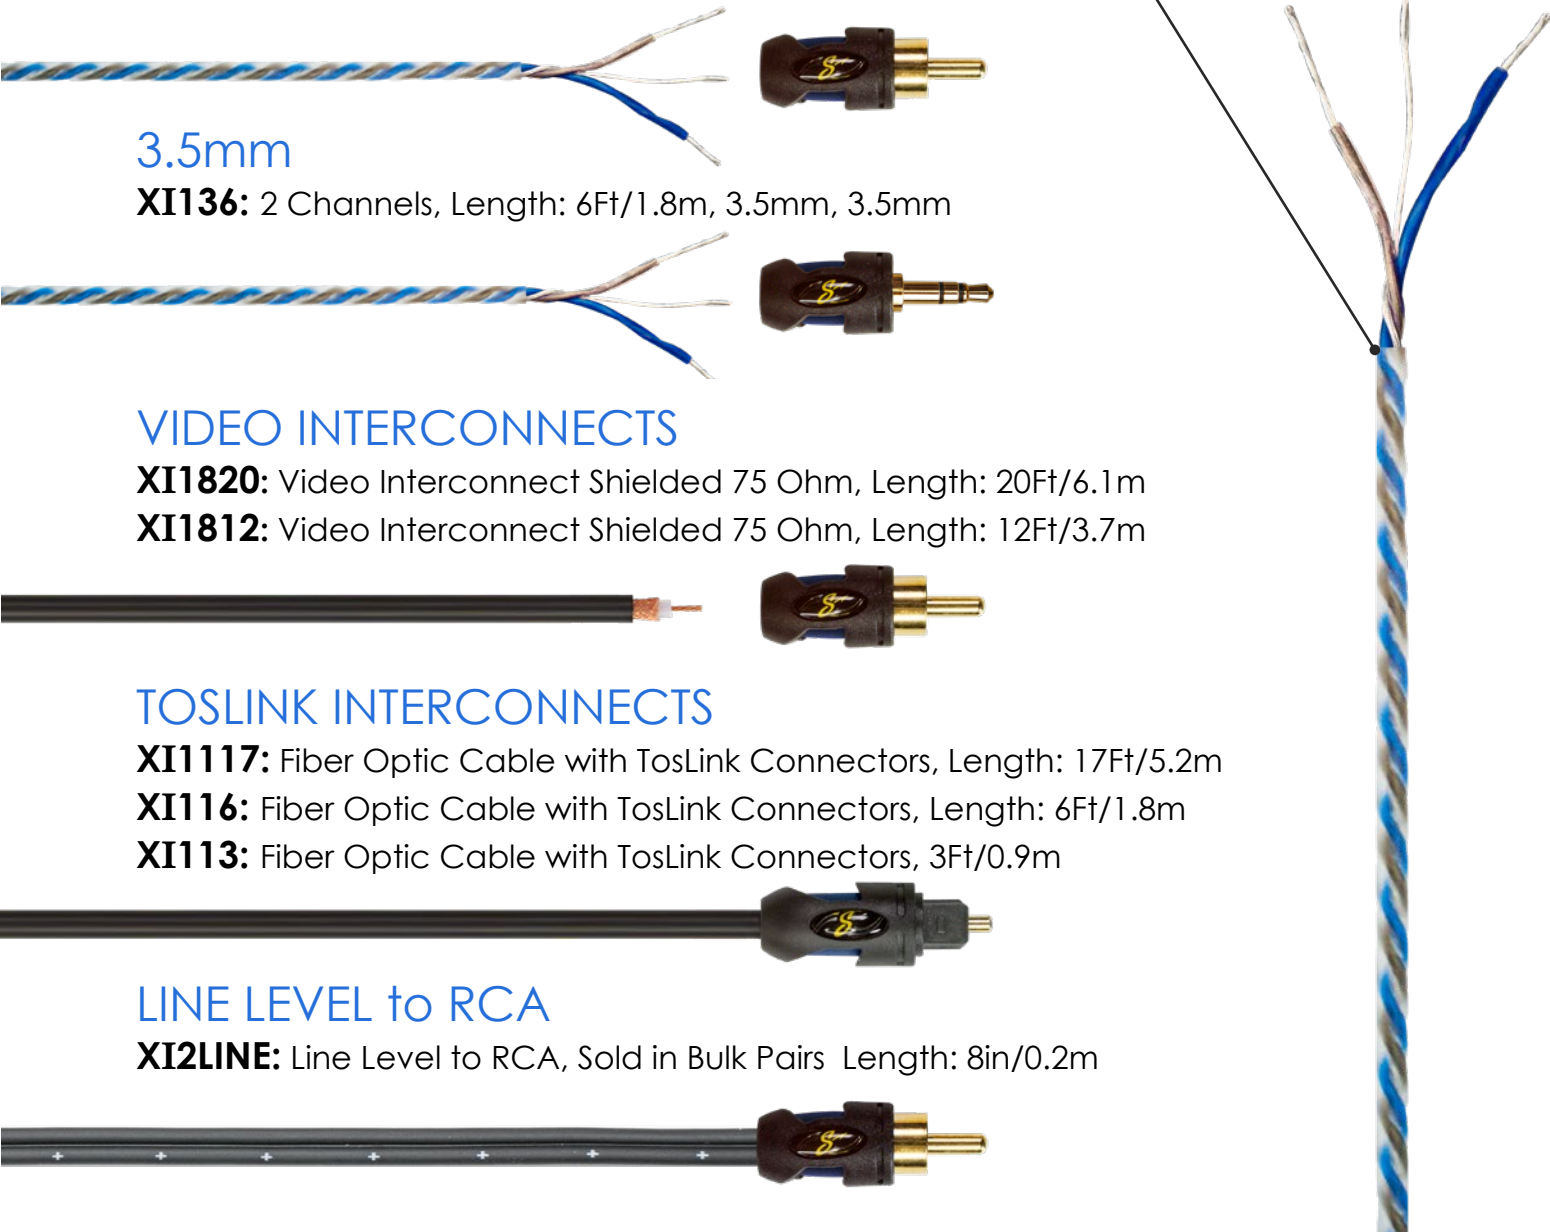 3.5mm
XI136: 2 Channels, Length: 6Ft/1.8m, 3.5mm, 3.5mm
VIDEO INTERCONNECTS
XI1820: Video Interconnect Shielded 75 Ohm, Length: 20Ft/6.1m
XI1812: Video Interconnect Shielded 75 Ohm, Length: 12Ft/3.7m
TOSLINK INTERCONNECTS
XI1117: Fiber Optic Cable with TosLink Connectors, Length: 17Ft/5.2m
XI116: Fiber Optic Cable with TosLink Connectors, Length: 6Ft/1.8m
XI113: Fiber Optic Cable with TosLink Connectors, 3Ft/0.9m
LINE LEVEL to RCA
XI2LINE: Line Level to RCA, Sold in Bulk Pairs  Length: 8in/0.2m